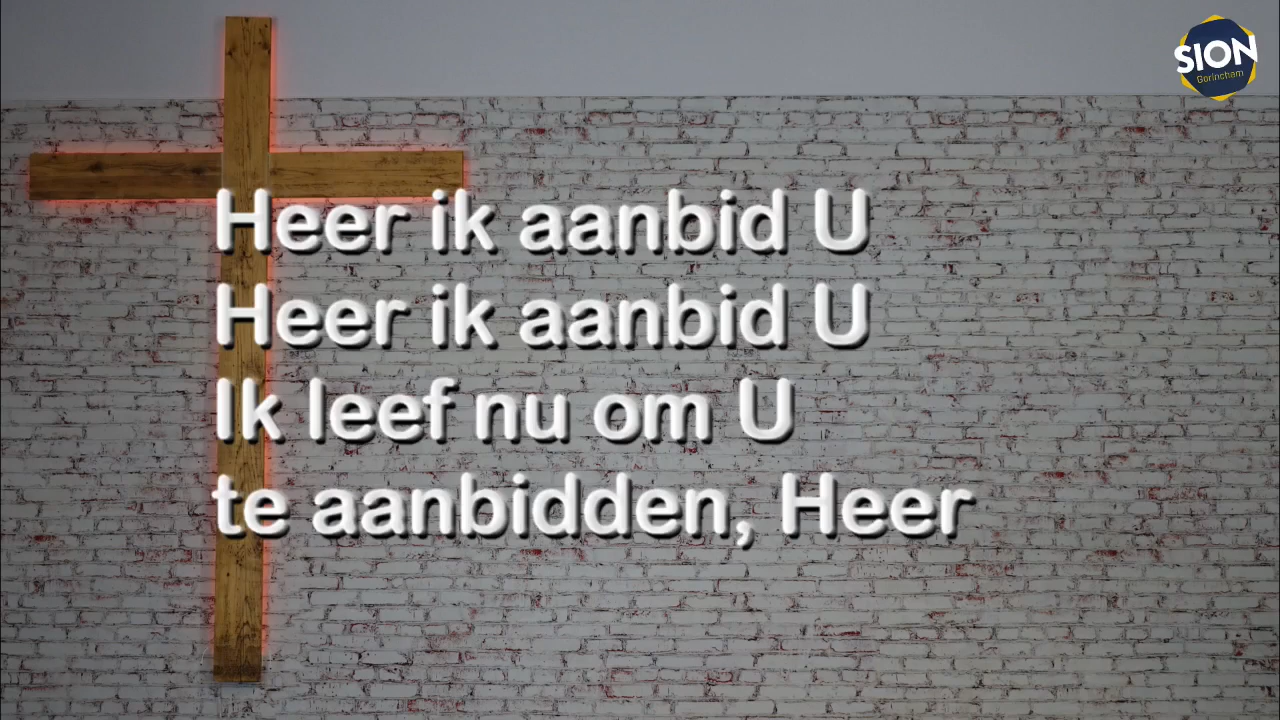 SION
Gorinchem
Heer ik aanbid U
Heer ik aanbid U
Ik leef nu om U
te aanbidden, Heer